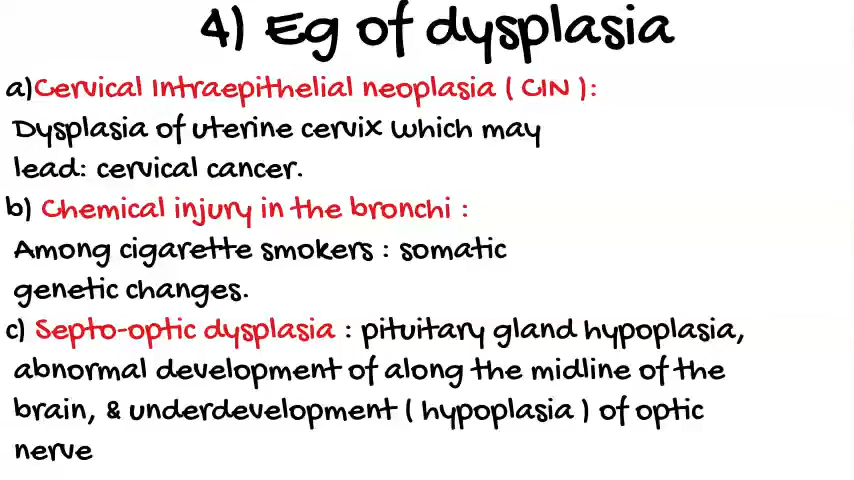 4) Eg of dysplasia
a)Cervical Intraepithelial neoplasia ( CIN ):
Dysplasia of uterine cervix which may
lead: cervical cancer.
b) Chemical injury in the bronchi :
Among cigarette smokers : somatic
genetic changes.
c) Septo-optic dysplasia : pituitary gland hypoplasia,
abnormal development of along the midline of the
brain, & underdevelopment ( hypoplasia ) of optic
nerve